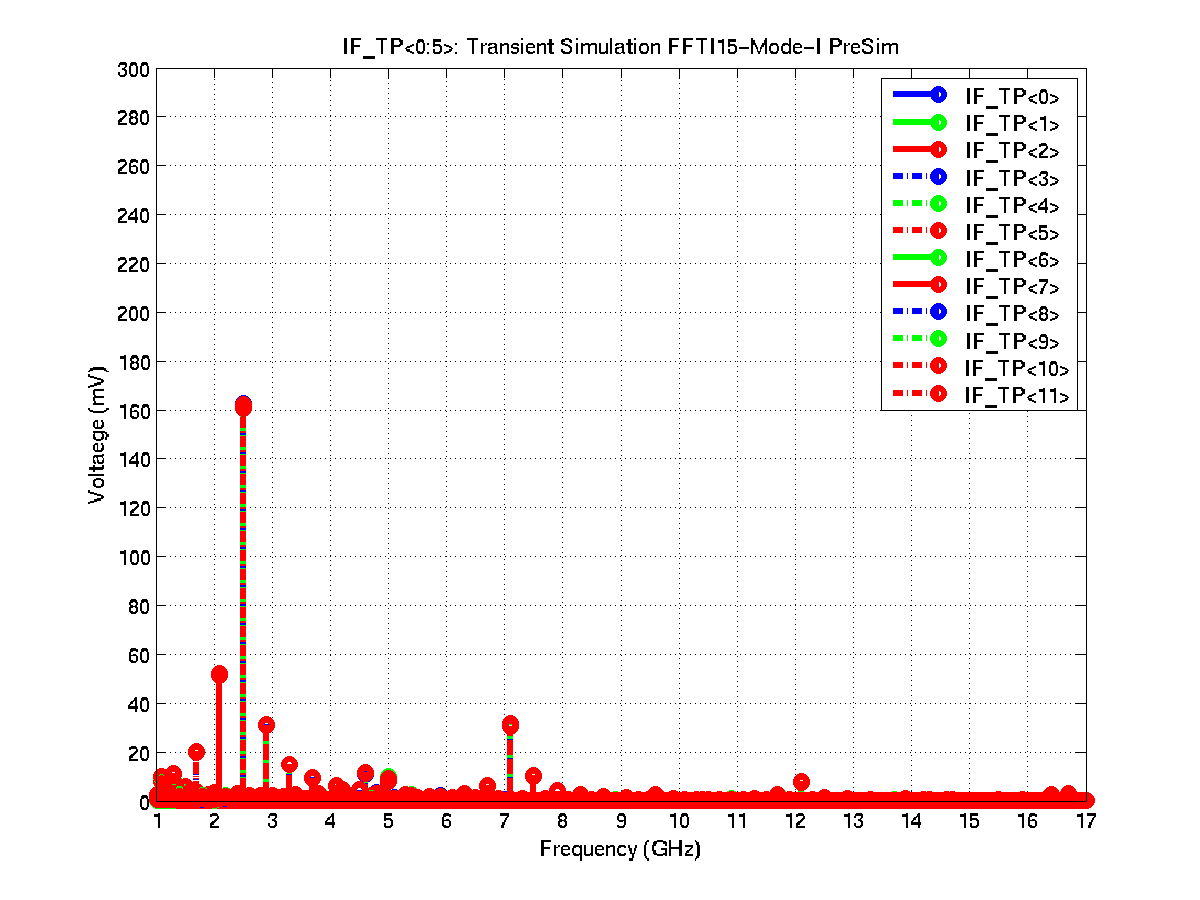 IF_TP<0:5>: Transient Simulation FFTI15-Mode-I PreSim
300
280
260
240
220
200
180
160
140
120
100
80
60
40
20
0
Voltaege (mV)
IF_TP<0>
IF_TP<1>
IF_TP<2>
IF_TP<3>
IF_TP<4>
IF_TP<5>
IF_TP<6>
IF_TP<7>
IF_TP<8>
IF_TP<9>
IF_TP<10>
IF_TP<11>
1 2 3 4 5 6 7 8 9 10 11 12 13 14 15 16 17
Frequency (GHz)